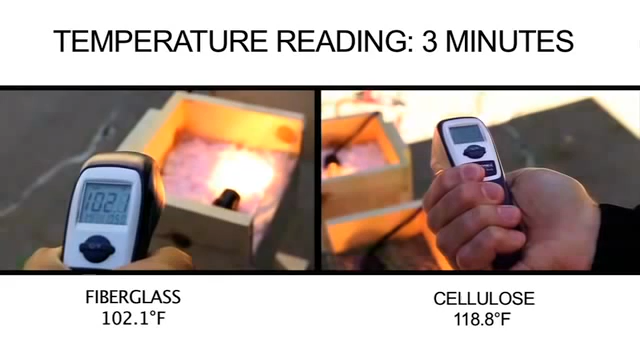 TEMPERATURE READING: 3 MINUTES
102.1
FIBERGLASS
102.1°F
CELLULOSE
118.8°F